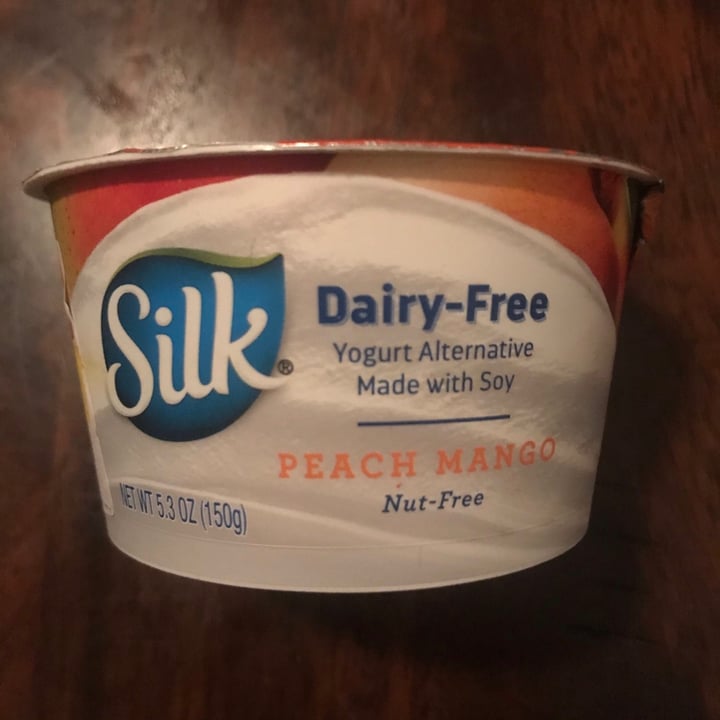 Silk®
Dairy-Free
Yogurt Alternative
Made with Soy
PEACH MANGO
Nut-Free
NET WT 5.3 OZ (150g)